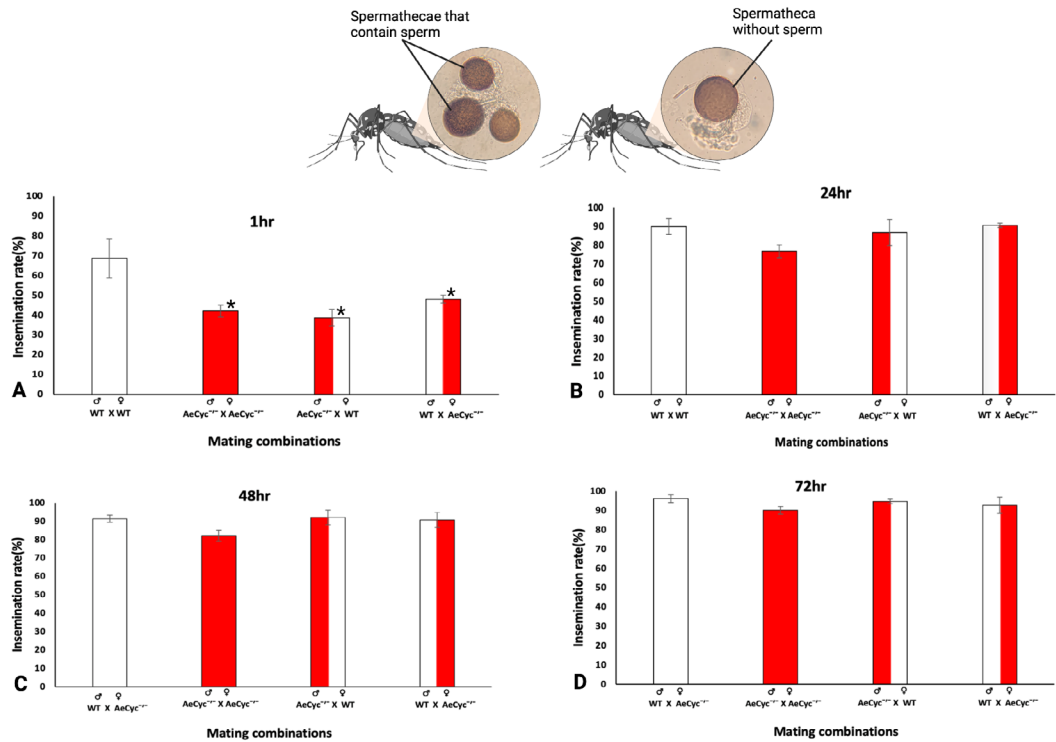 Spermathecae that
contain sperm
Spermatheca
without sperm
1hr
Insemination rate(%)
100
90
80
70
60
50
40
30
20
10
0
*
*
*
A
♂ ♀
WT X WT
♂ ♀
AeCyc⁻/⁻ X AeCyc⁻/⁻
♂ ♀
AeCyc⁻/⁻ X WT
♂ ♀
WT X AeCyc⁻/⁻
Mating combinations
24hr
Insemination rate(%)
100
90
80
70
60
50
40
30
20
10
0
B
♂ ♀
WT X WT
♂ ♀
AeCyc⁻/⁻ X AeCyc⁻/⁻
♂ ♀
AeCyc⁻/⁻ X WT
♂ ♀
WT X AeCyc⁻/⁻
Mating combinations
48hr
Insemination rate(%)
100
90
80
70
60
50
40
30
20
10
0
C
♂ ♀
WT X AeCyc⁻/⁻
♂ ♀
AeCyc⁻/⁻ X AeCyc⁻/⁻
♂ ♀
AeCyc⁻/⁻ X WT
♂ ♀
WT X AeCyc⁻/⁻
Mating combinations
72hr
Insemination rate(%)
100
90
80
70
60
50
40
30
20
10
0
D
♂ ♀
WT X AeCyc⁻/⁻
♂ ♀
AeCyc⁻/⁻ X AeCyc⁻/⁻
♂ ♀
AeCyc⁻/⁻ X WT
♂ ♀
WT X AeCyc⁻/⁻
Mating combinations